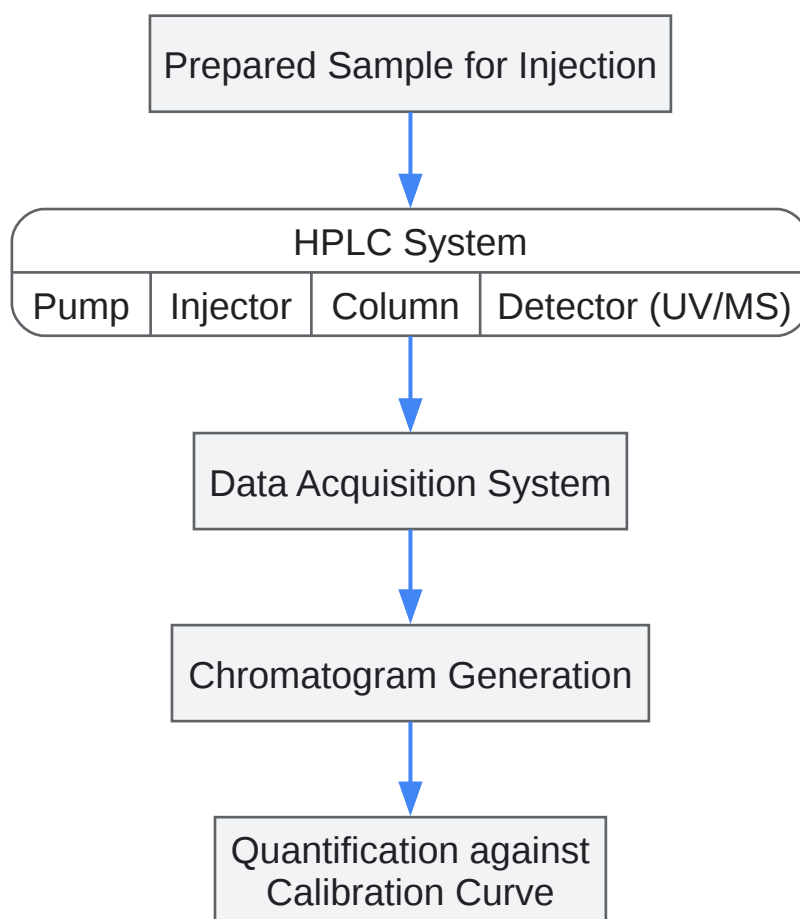 Prepared Sample for Injection
HPLC System
Pump Injector Column Detector (UV/MS)
Data Acquisition System
Chromatogram Generation
Quantification against
Calibration Curve